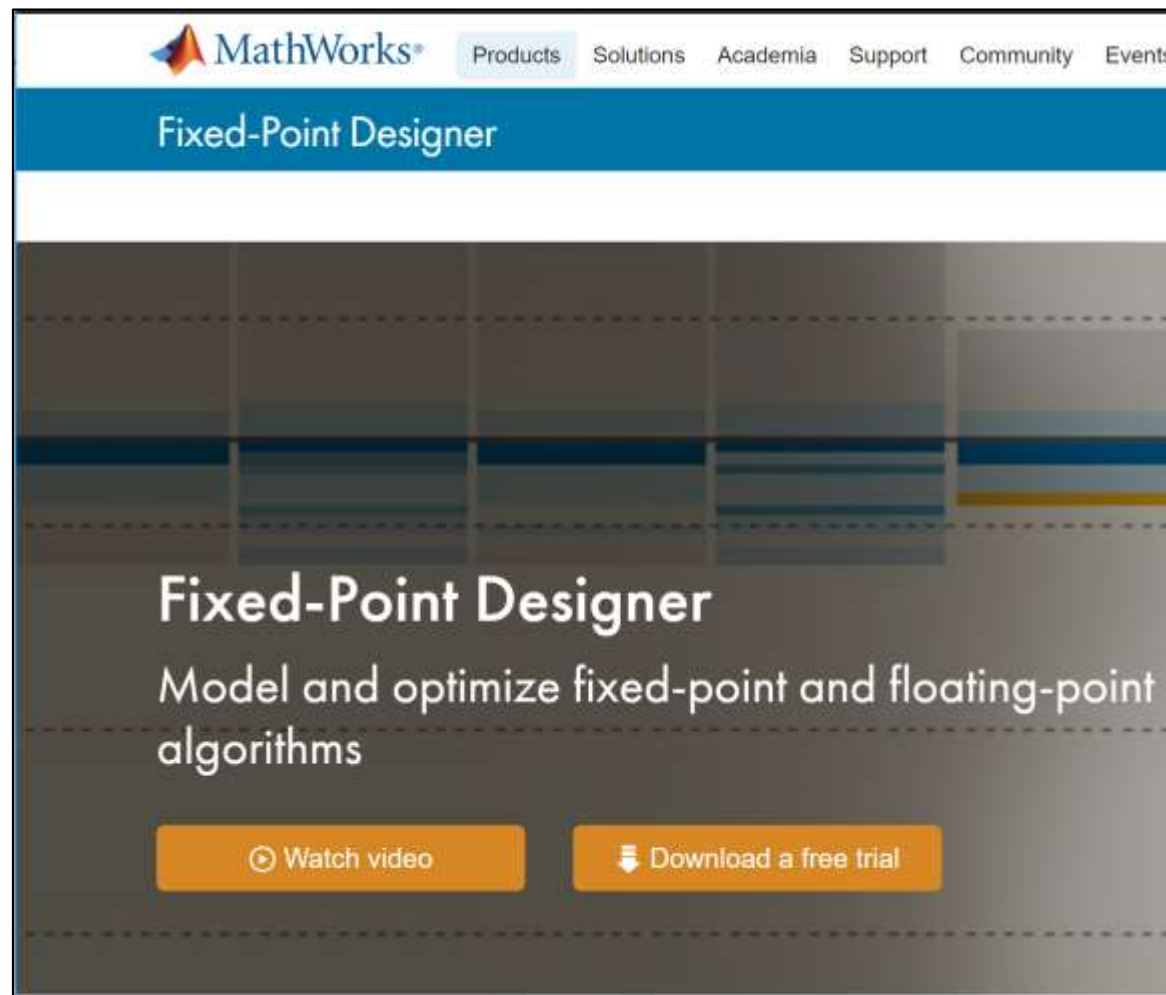 MathWorks® Products Solutions Academia Support Community Events
Fixed-Point Designer
Fixed-Point Designer
Model and optimize fixed-point and floating-point
algorithms
Watch video Download a free trial